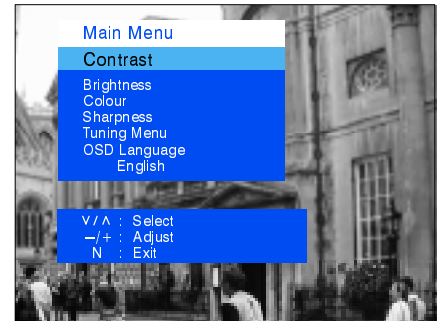 Main Menu
Contrast
Brightness
Colour
Sharpness
Tuning Menu
OSD Language
English
∨/∧ : Select
−/+ : Adjust
N : Exit